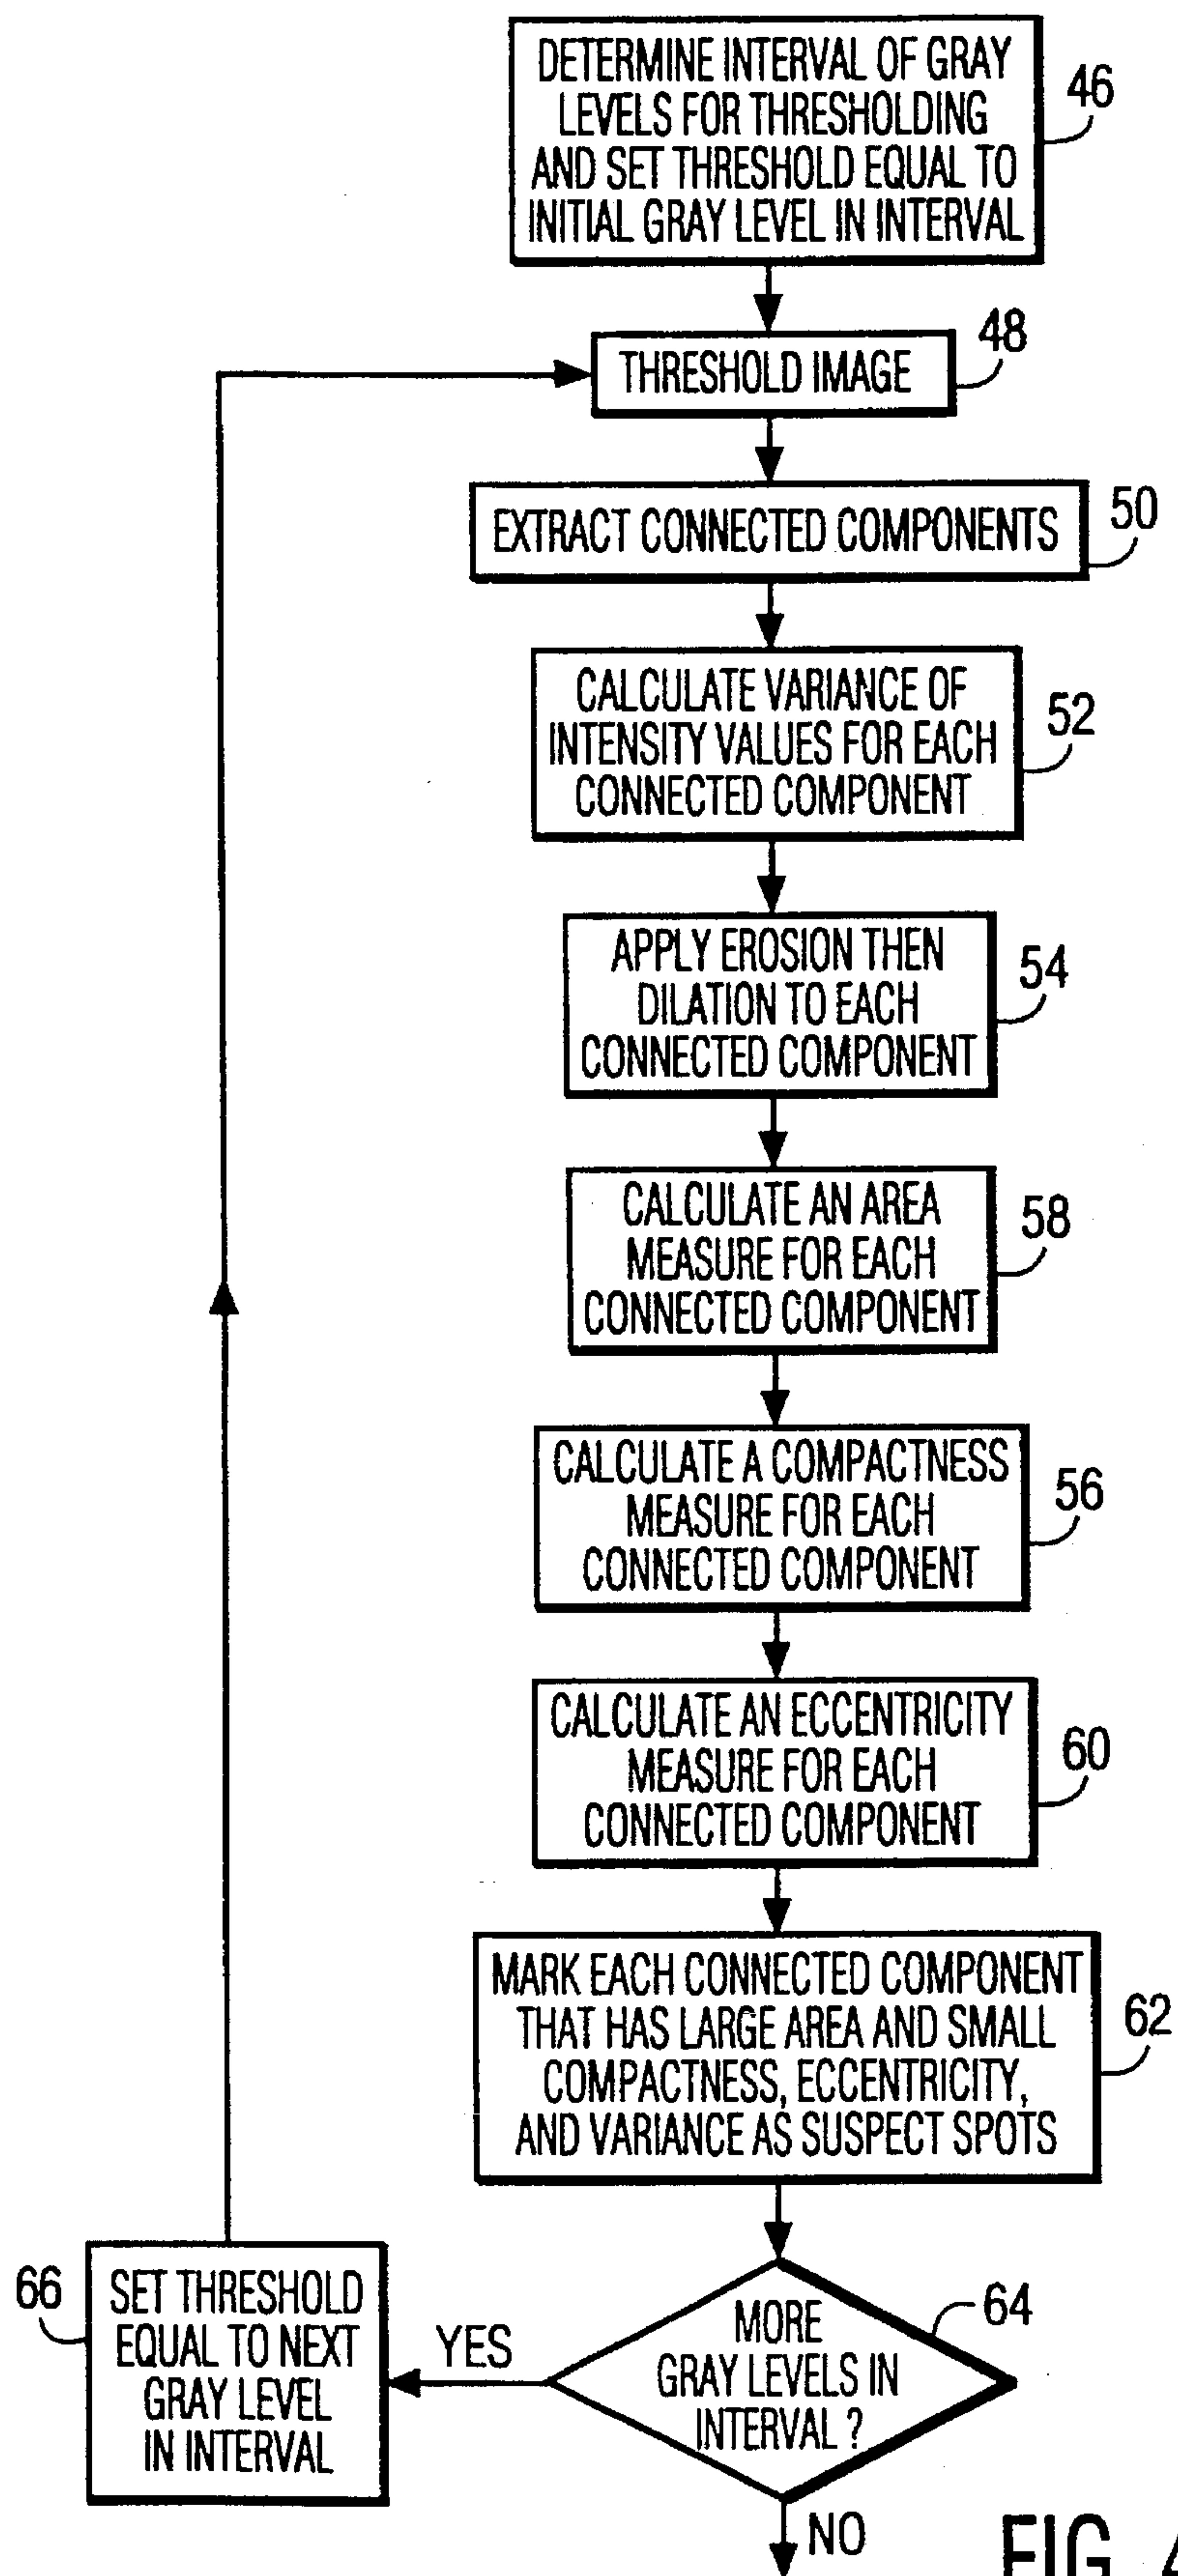 DETERMINE INTERVAL OF GRAY
LEVELS FOR THRESHOLDING
AND SET THRESHOLD EQUAL TO
INITIAL GRAY LEVEL IN INTERVAL
46
THRESHOLD IMAGE
48
EXTRACT CONNECTED COMPONENTS
50
CALCULATE VARIANCE OF
INTENSITY VALUES FOR EACH
CONNECTED COMPONENT
52
APPLY EROSION THEN
DILATION TO EACH
CONNECTED COMPONENT
54
CALCULATE AN AREA
MEASURE FOR EACH
CONNECTED COMPONENT
58
CALCULATE A COMPACTNESS
MEASURE FOR EACH
CONNECTED COMPONENT
56
CALCULATE AN ECCENTRICITY
MEASURE FOR EACH
CONNECTED COMPONENT
60
MARK EACH CONNECTED COMPONENT
THAT HAS LARGE AREA AND SMALL
COMPACTNESS, ECCENTRICITY,
AND VARIANCE AS SUSPECT SPOTS
62
MORE
GRAY LEVELS IN
INTERVAL ?
64
YES
66
SET THRESHOLD
EQUAL TO NEXT
GRAY LEVEL
IN INTERVAL
NO
FIG. 4